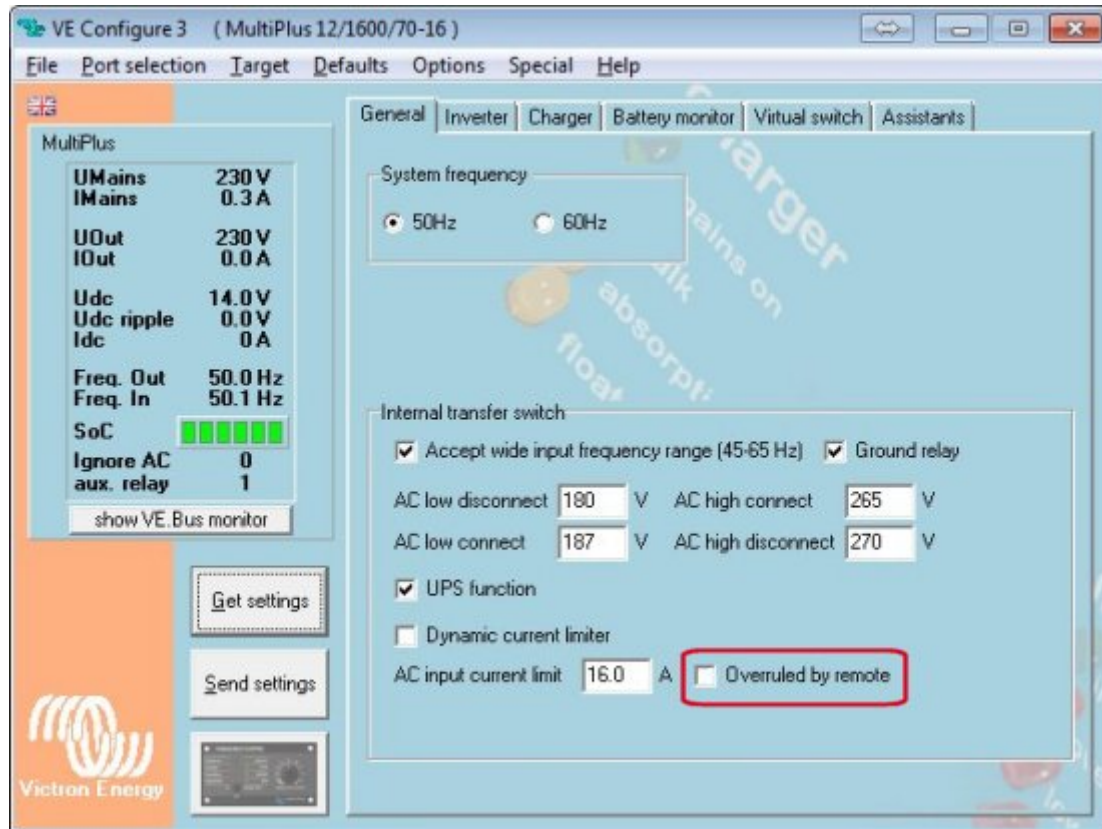 VE Configure 3 ( MultiPlus 12/1600/70-16 )
File Port selection Target Defaults Options Special Help
General Inverter Charger Battery monitor Virtual switch Assistants
MultiPlus
UMains 230 V
IMains 0.3 A
UOut 230 V
IOut 0.0 A
Udc 14.0 V
Udc ripple 0.0 V
Idc 0 A
Freq. Out 50.0 Hz
Freq. In 50.1 Hz
SoC
Ignore AC 0
aux. relay 1
show VE.Bus monitor
Get settings
Send settings
Victron Energy
System frequency
50Hz 60Hz
charger
mains on
bulk
absorpti
float
Internal transfer switch
Accept wide input frequency range (45-65 Hz) Ground relay
AC low disconnect 180 V AC high connect 265 V
AC low connect 187 V AC high disconnect 270 V
UPS function
Dynamic current limiter
AC input current limit 16.0 A Overruled by remote